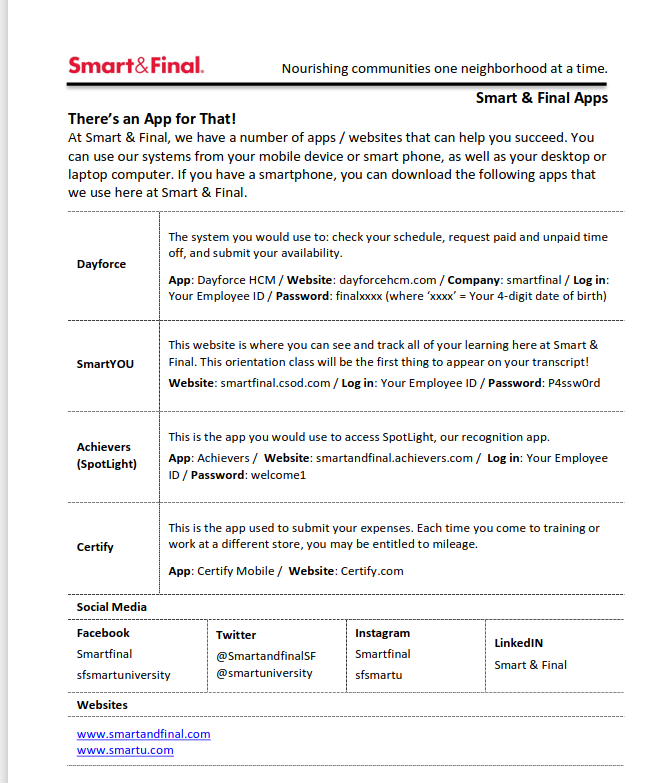 Smart&Final.
Nourishing communities one neighborhood at a time.
Smart & Final Apps
There's an App for That!
At Smart & Final, we have a number of apps / websites that can help you succeed. You
can use our systems from your mobile device or smart phone, as well as your desktop or
laptop computer. If you have a smartphone, you can download the following apps that
we use here at Smart & Final.
Dayforce
The system you would use to: check your schedule, request paid and unpaid time
off, and submit your availability.
App: Dayforce HCM / Website: dayforcehcm.com / Company: smartfinal / Log in:
Your Employee ID / Password: finalxxxx (where 'xxxx' = Your 4-digit date of birth)
SmartYOU
This website is where you can see and track all of your learning here at Smart &
Final. This orientation class will be the first thing to appear on your transcript!
Website: smartfinal.csod.com / Log in: Your Employee ID / Password: P4ssw0rd
Achievers
(SpotLight)
This is the app you would use to access SpotLight, our recognition app.
App: Achievers / Website: smartandfinal.achievers.com / Log in: Your Employee
ID / Password: welcome1
Certify
This is the app used to submit your expenses. Each time you come to training or
work at a different store, you may be entitled to mileage.
App: Certify Mobile / Website: Certify.com
Social Media
Facebook
Smartfinal
sfsmartuniversity
Twitter
@SmartandfinalSF
@smartuniversity
Instagram
Smartfinal
sfsmartu
LinkedIN
Smart & Final
Websites
www.smartandfinal.com
www.smartu.com